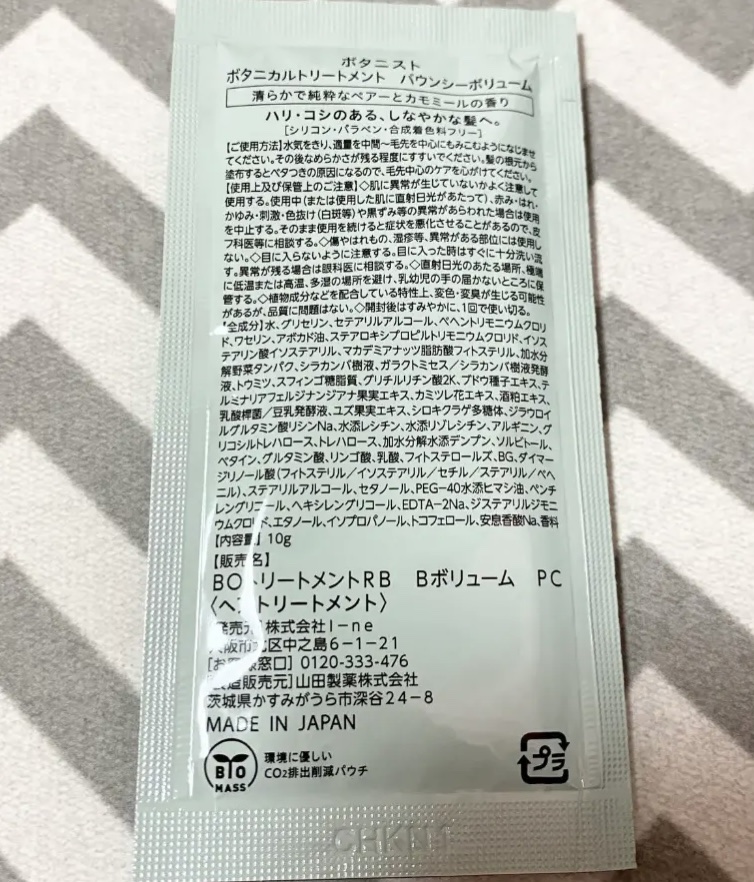 ボタニスト
ボタニカルトリートメント バウンシーボリューム
清らかで純粋なペアーとカモミールの香り
ハリ・コシのある、しなやかな髪へ。
[シリコン・パラベン・合成着色料フリー]
【ご使用方法】水気をきり、適量を中間〜毛先を中心にもみこむようになじませ
てください。その後なめらかさが残る程度にすすいでください。髪の根元から
塗布するとベタつきの原因になるので、毛先中心のケアを心がけてください。
【使用上及び保管上のご注意】◇肌に異常が生じていないかよく注意して
使用する。使用中(または使用した肌に直射日光があたって)、赤み・はれ・
かゆみ・刺激・色抜け(白斑等)や黒ずみ等の異常があらわれた場合は使用
を中止する。そのまま使用を続けると症状を悪化させることがあるので、皮
フ科医等に相談する。◇傷やはれもの、湿疹等、異常がある部位には使用し
ない。◇目に入らないように注意する。目に入った時はすぐに十分洗い流
す。異常が残る場合は眼科医に相談する。◇直射日光のあたる場所、極端
に低温または高温、多湿の場所を避け、乳幼児の手の届かないところに保
管する。◇植物成分などを配合している特性上、変色・変臭が生じる可能性
があるが、品質に問題はない。◇開封後はすみやかに、1回で使い切る。
【全成分】水、グリセリン、セテアリルアルコール、ベヘントリモニウムクロリ
ド、ワセリン、アボカド油、ステアロキシプロピルトリモニウムクロリド、イソス
テアリン酸イソステアリル、マカデミアナッツ脂肪酸フィトステリル、加水分
解野菜タンパク、シラカンバ樹液、ガラクトミセス/シラカンバ樹液発酵
液、トウミツ、スフィンゴ糖脂質、グリチルリチン酸2K、ブドウ種子エキス、テ
ルミナリアフェルジナンジアナ果実エキス、カミツレ花エキス、酒粕エキス、
乳酸桿菌/豆乳発酵液、ユズ果実エキス、シロキクラゲ多糖体、ジラウロイ
ルグルタミン酸リシンNa、水添レシチン、水添リゾレシチン、アルギニン、グ
リコシルトレハロース、トレハロース、加水分解水添デンプン、ソルビトール、
ベタイン、グルタミン酸、リンゴ酸、乳酸、フィトステロールズ、BG、ダイマー
ジリノール酸(フィトステリル/イソステアリル/セチル/ステアリル/ベヘ
ニル)、ステアリルアルコール、セタノール、PEG-40水添ヒマシ油、ペンチ
レングリコール、ヘキシレングリコール、EDTA-2Na、ジステアリルジモニ
ウムクロリド、エタノール、イソプロパノール、トコフェロール、安息香酸Na、香料
【内容量】10g
【販売名】
BOトリートメントRB Bボリューム PC
〈ヘアトリートメント〉
発売元]株式会社I-ne
大阪市北区中之島6-1-21
[お客様窓口] 0120-333-476
製造販売元]山田製薬株式会社
茨城県かすみがうら市深谷24-8
MADE IN JAPAN
BIO
MASS
環境に優しい
CO2排出削減パウチ
プラ